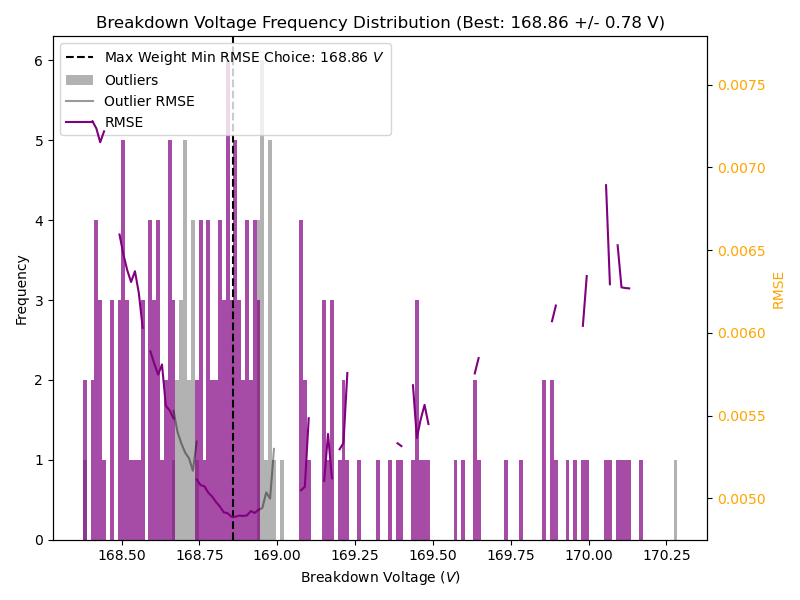 Breakdown Voltage Frequency Distribution (Best: 168.86 +/- 0.78 V)
Max Weight Min RMSE Choice: 168.86 V
Outliers
Outlier RMSE
RMSE
Frequency
6
5
4
3
2
1
0
0.0075
0.0070
0.0065
0.0060
0.0055
0.0050
RMSE
168.50
168.75
169.00
169.25
169.50
169.75
170.00
170.25
Breakdown Voltage (V)